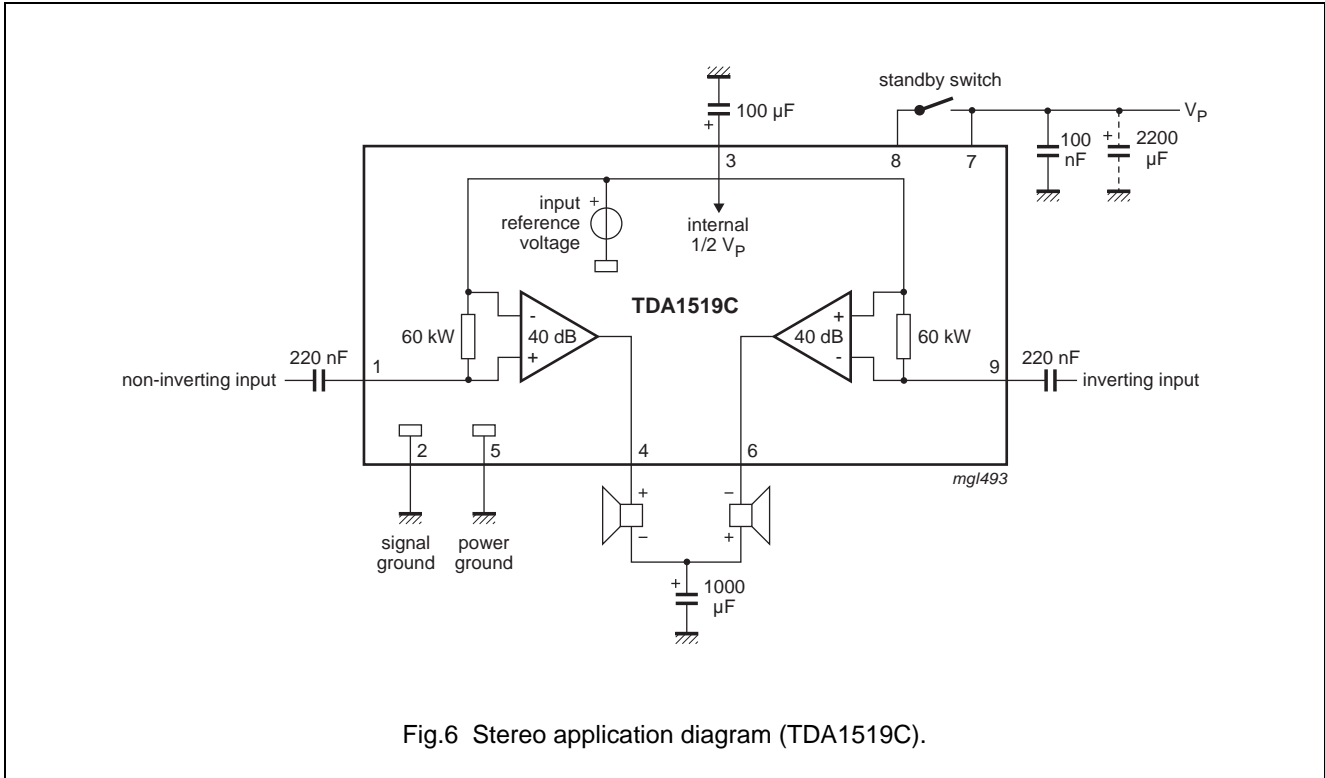 standby switch
100 µF
+
V_P
100 nF
+
2200 µF
3
8
7
input reference voltage
+
internal 1/2 V_P
TDA1519C
60 kW
-
+
40 dB
+
-
40 dB
60 kW
220 nF
non-inverting input
1
220 nF
9
inverting input
2
5
4
6
mgl493
signal ground
power ground
+
−
−
+
+
1000 µF
Fig.6 Stereo application diagram (TDA1519C).